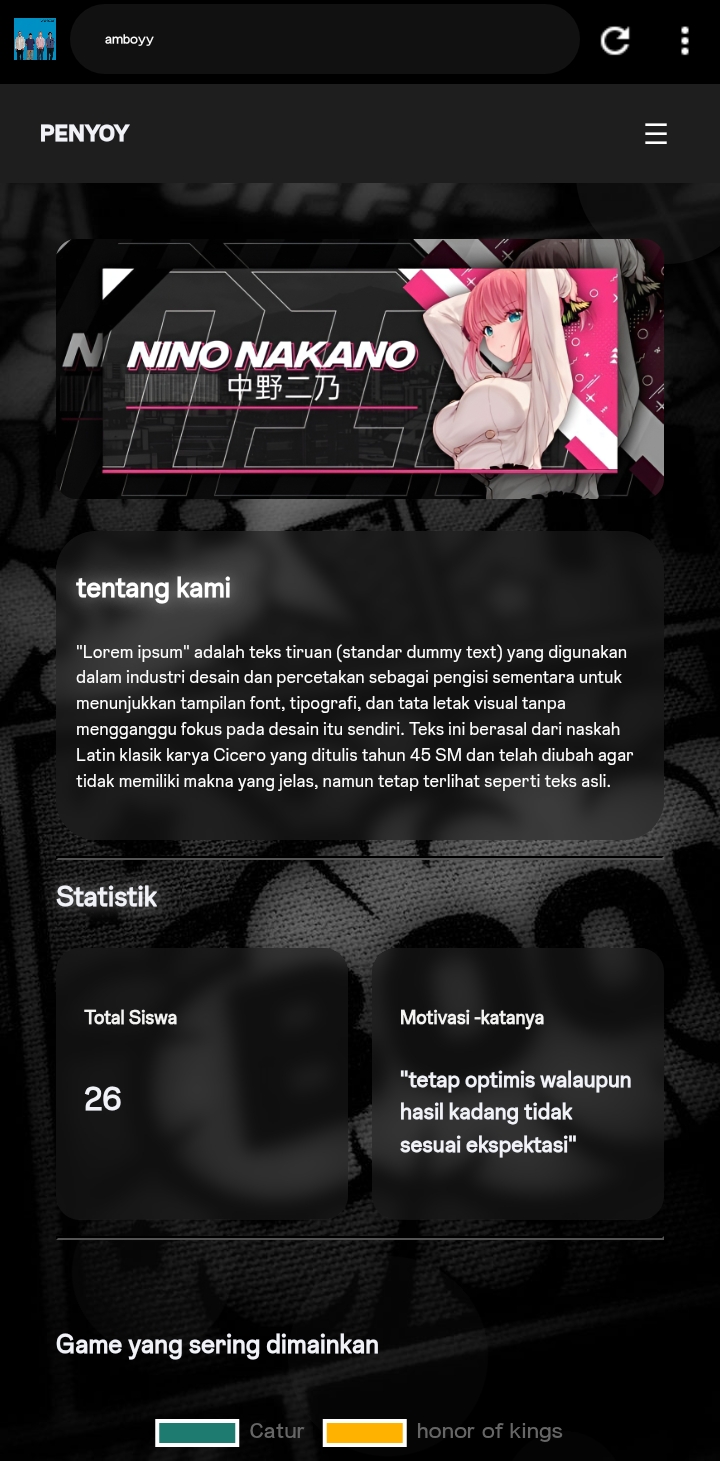 amboyy
PENYOY
DIFF!
N
NINO NAKANO
中野二乃
tentang kami
"Lorem ipsum" adalah teks tiruan (standar dummy text) yang digunakan
dalam industri desain dan percetakan sebagai pengisi sementara untuk
menunjukkan tampilan font, tipografi, dan tata letak visual tanpa
mengganggu fokus pada desain itu sendiri. Teks ini berasal dari naskah
Latin klasik karya Cicero yang ditulis tahun 45 SM dan telah diubah agar
tidak memiliki makna yang jelas, namun tetap terlihat seperti teks asli.
Statistik
Total Siswa
26
Motivasi -katanya
"tetap optimis walaupun
hasil kadang tidak
sesuai ekspektasi"
Game yang sering dimainkan
Catur honor of kings